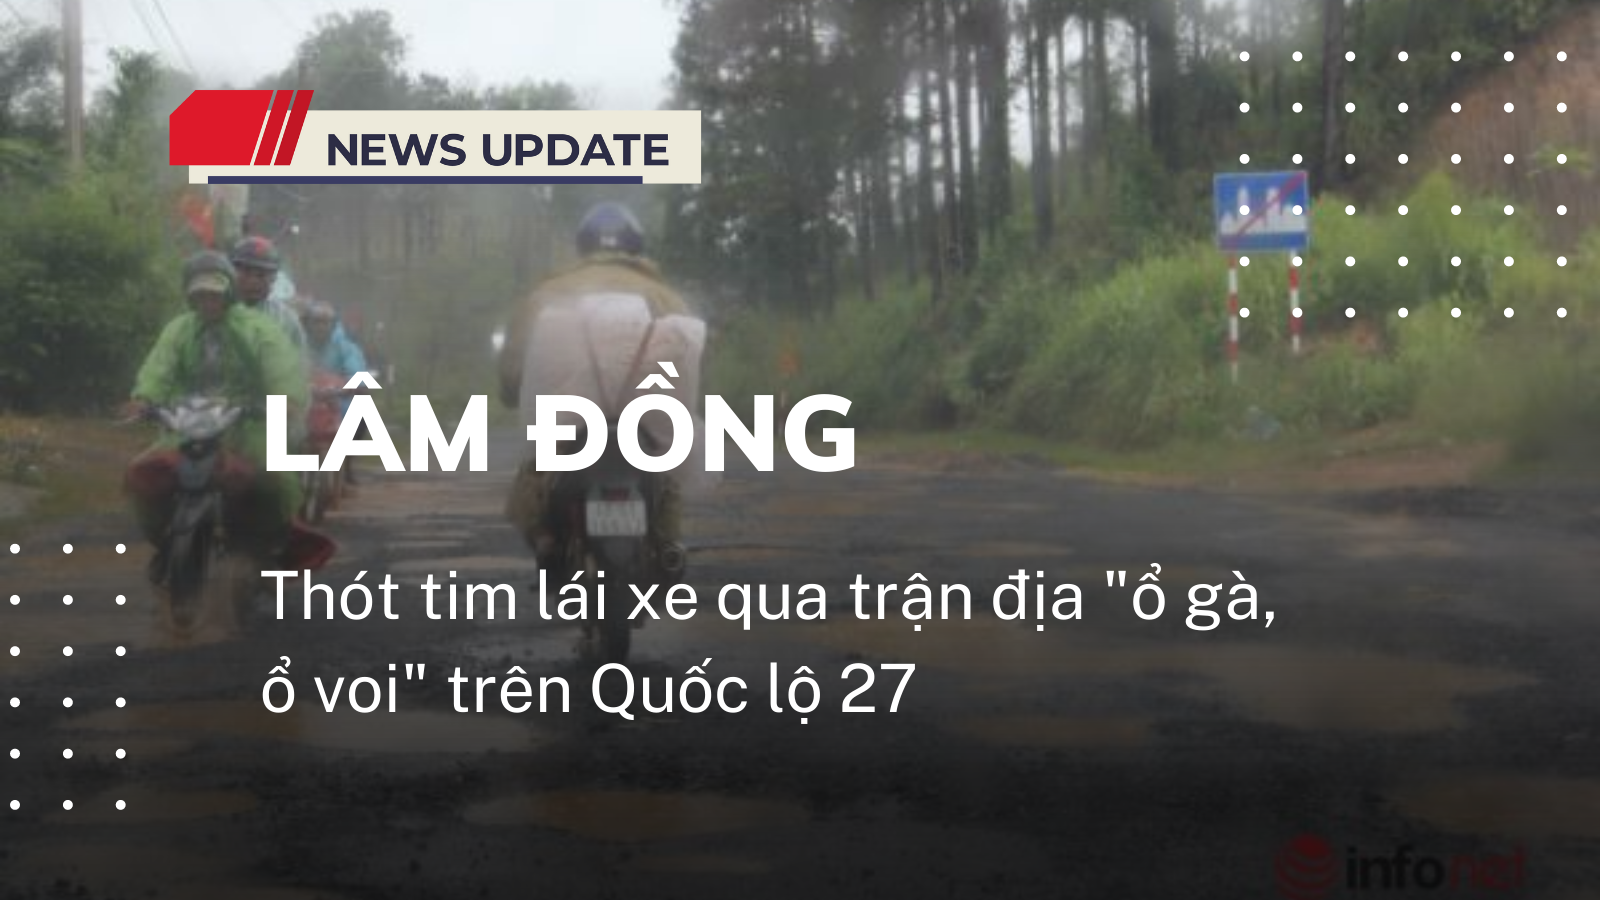 NEWS UPDATE
LÂM ĐỒNG
Thót tim lái xe qua trận địa "ổ gà,
ổ voi" trên Quốc lộ 27
infonet